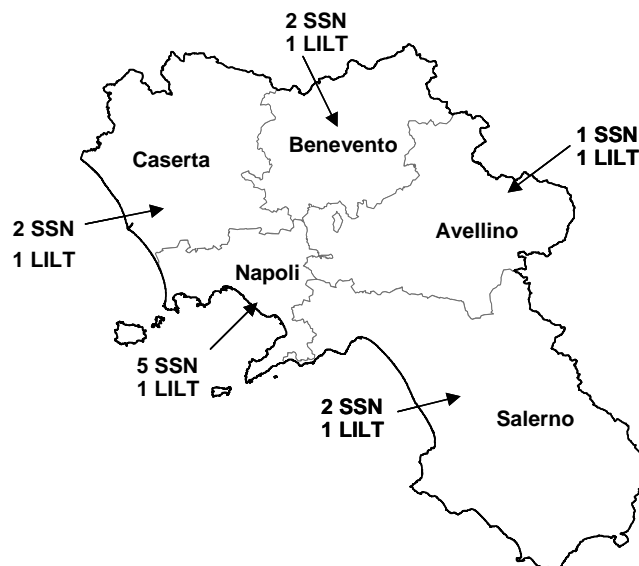 2 SSN
1 LILT
Benevento
1 SSN
1 LILT
Caserta
2 SSN
1 LILT
Avellino
Napoli
5 SSN
1 LILT
2 SSN
1 LILT
Salerno